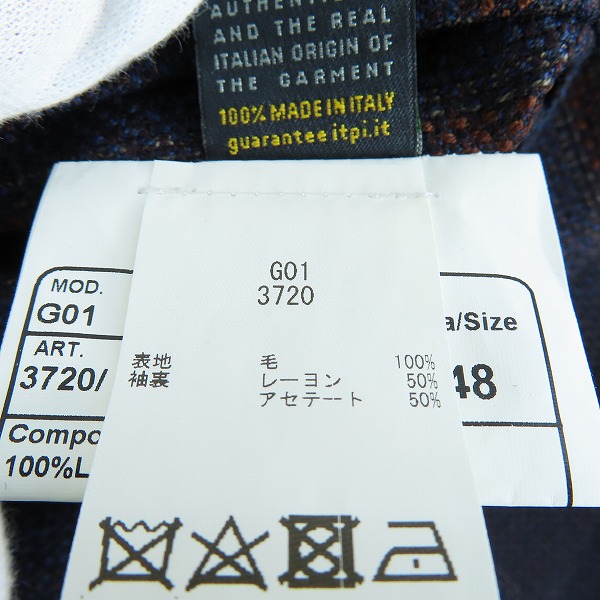 AUTHENTI
AND THE REAL
ITALIAN ORIGIN OF
THE GARMENT
100% MADE IN ITALY
guaranteeitpi.it
G01
3720
表地 毛 100%
袖裏 レーヨン 50%
アセテート 50%
MOD.
G01
ART.
3720/
a/Size
48
Compo
100%L